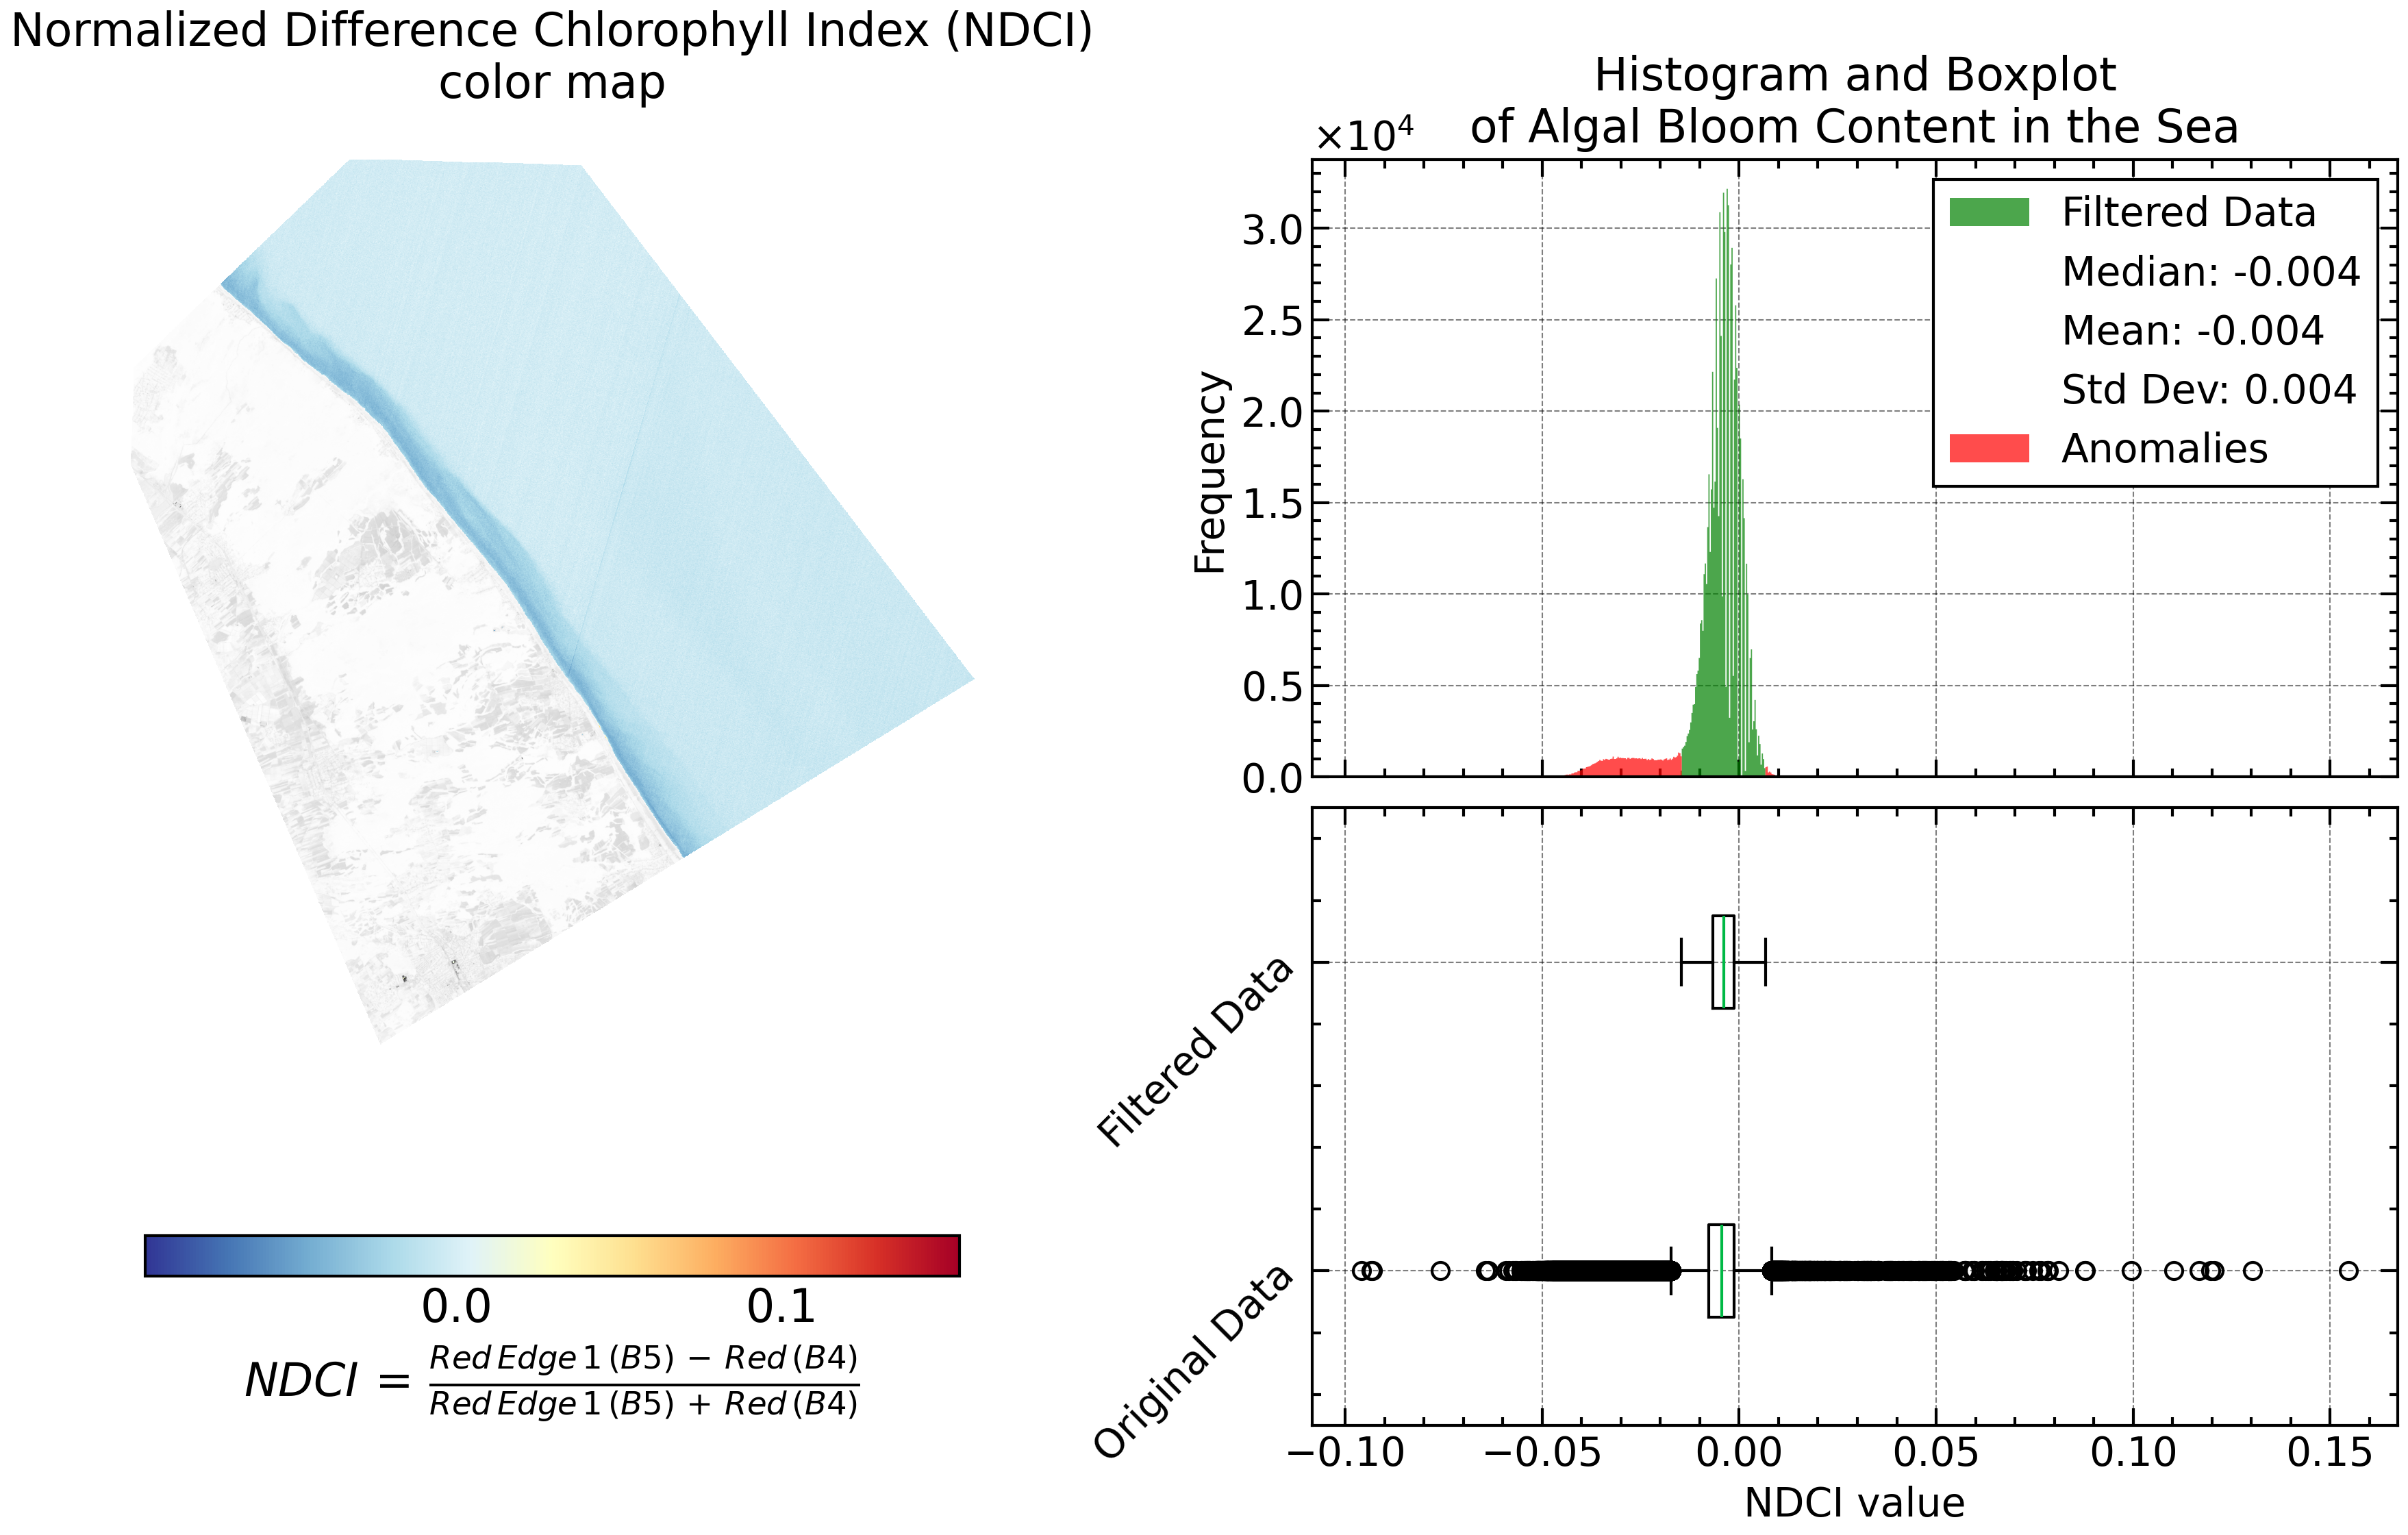 Normalized Difference Chlorophyll Index (NDCI)
color map
0.0 0.1
NDCI = Red Edge 1 (B5) − Red (B4)
Red Edge 1 (B5) + Red (B4)
Histogram and Boxplot
of Algal Bloom Content in the Sea
×10⁴
Frequency
3.0
2.5
2.0
1.5
1.0
0.5
0.0
Filtered Data
Median: -0.004
Mean: -0.004
Std Dev: 0.004
Anomalies
Filtered Data
Original Data
−0.10 −0.05 0.00 0.05 0.10 0.15
NDCI value